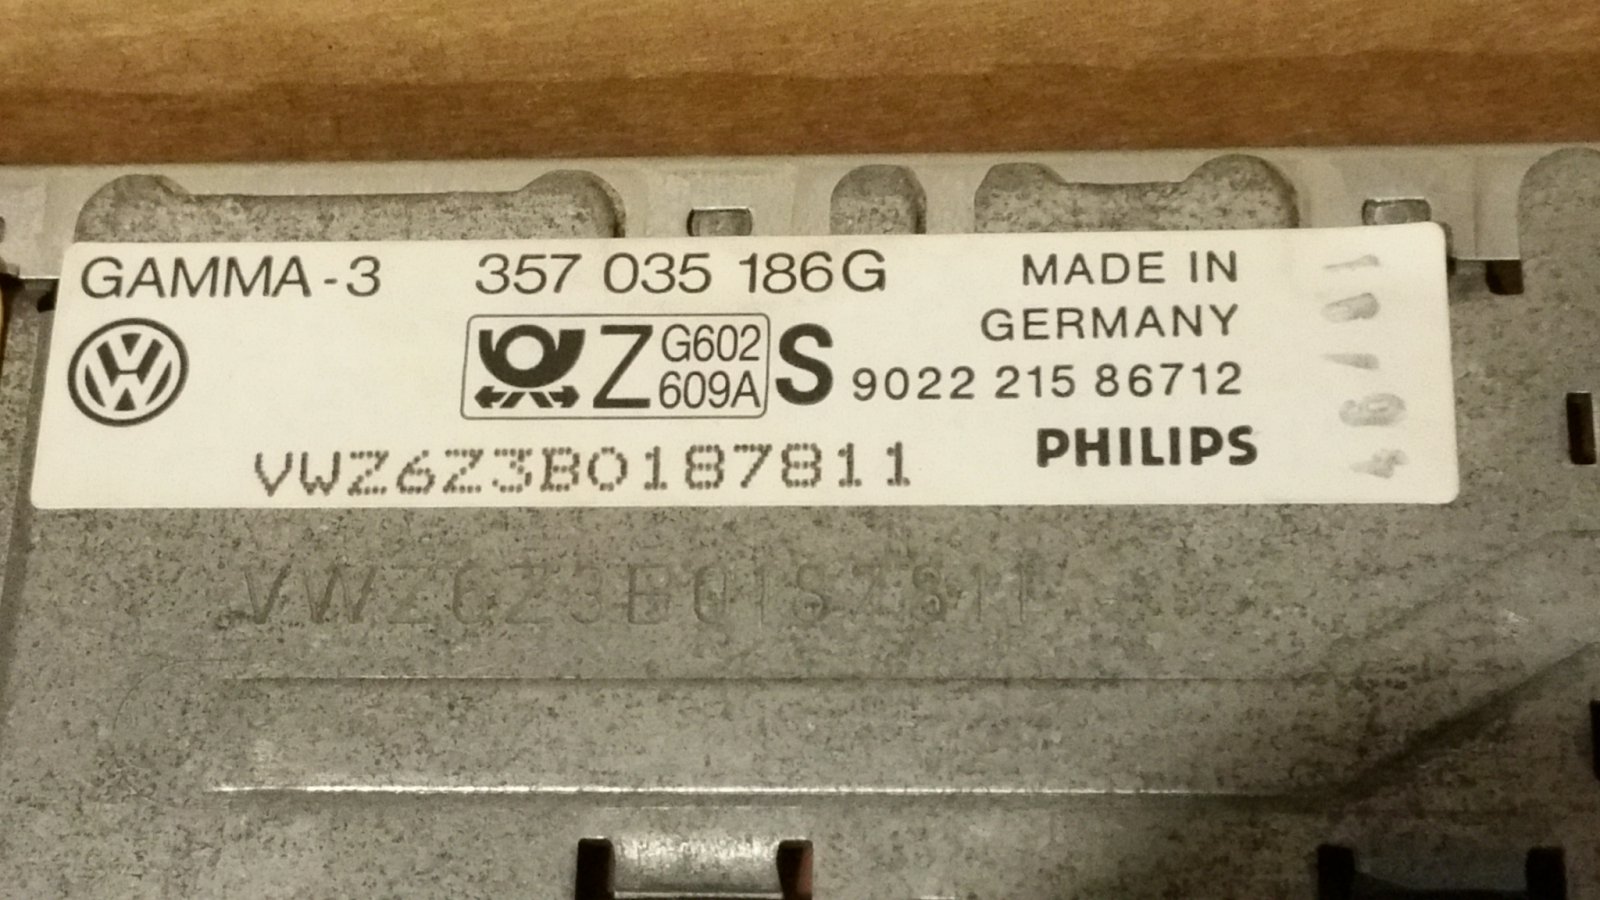 GAMMA-3 357 035 186G MADE IN
GERMANY
Z G602
609A S 9022 215 86712
PHILIPS
VWZ6Z3B0187811
VWZ6Z3B0187811